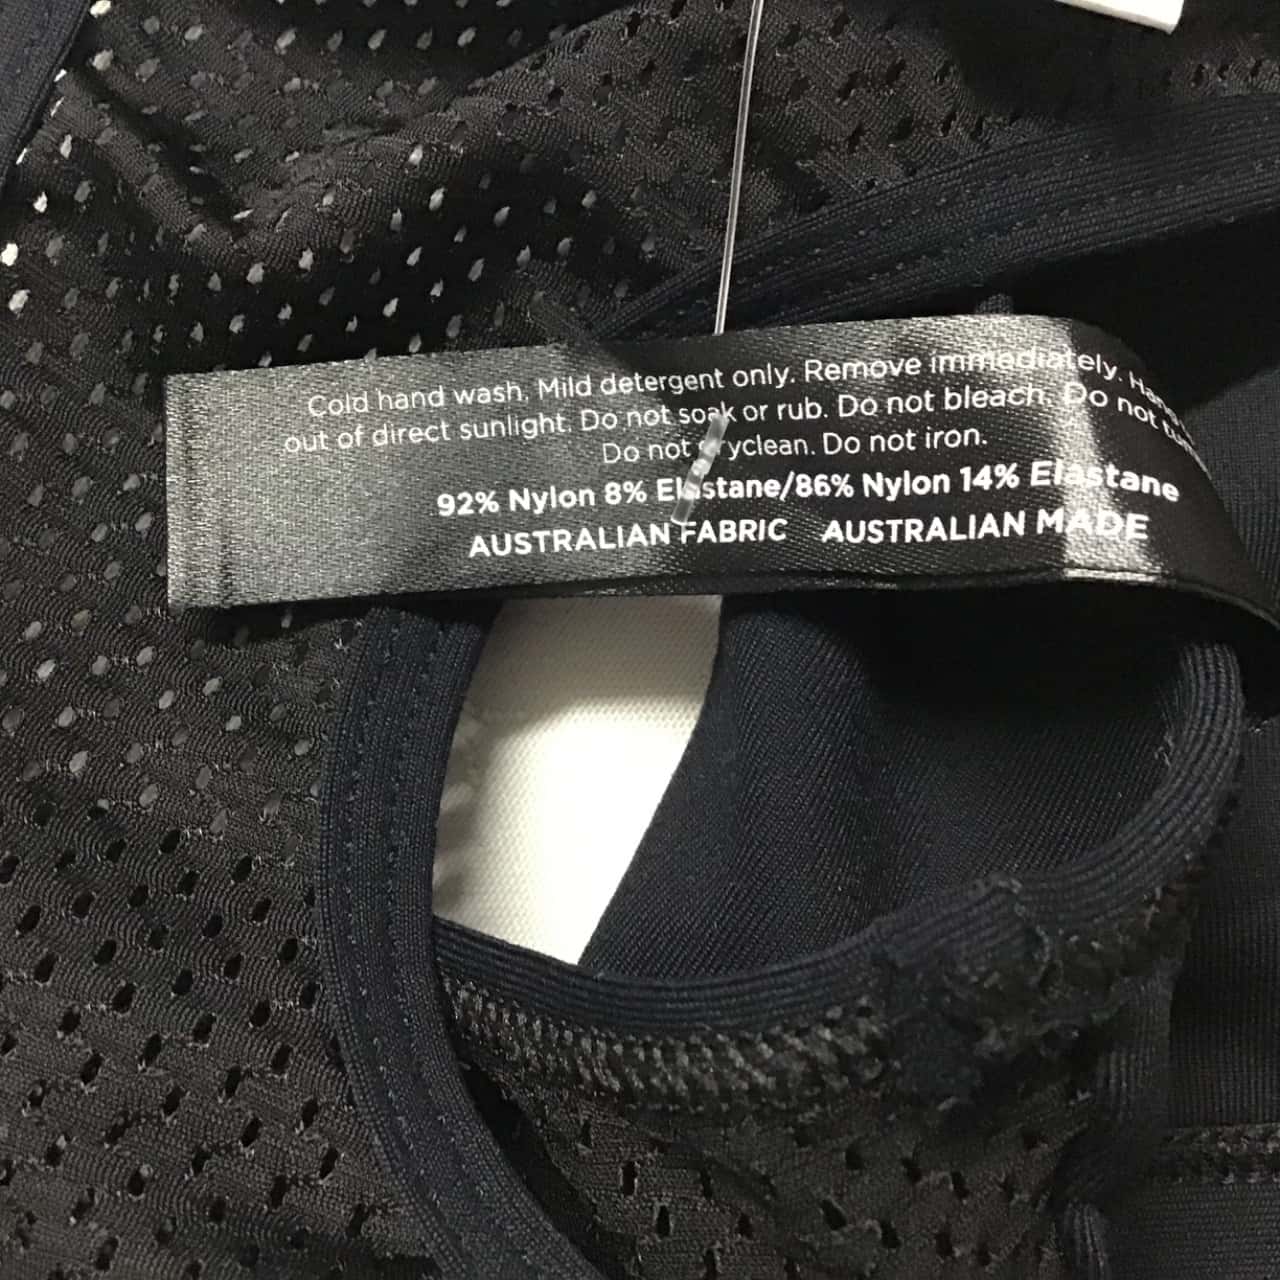 Cold hand wash, Mild detergent only. Remove immediately.
out of direct sunlight. Do not soak or rub. Do not bleach. Do not
Do not dryclean. Do not iron.
92% Nylon 8% Elastane/86% Nylon 14% Elastane
AUSTRALIAN FABRIC AUSTRALIAN MADE